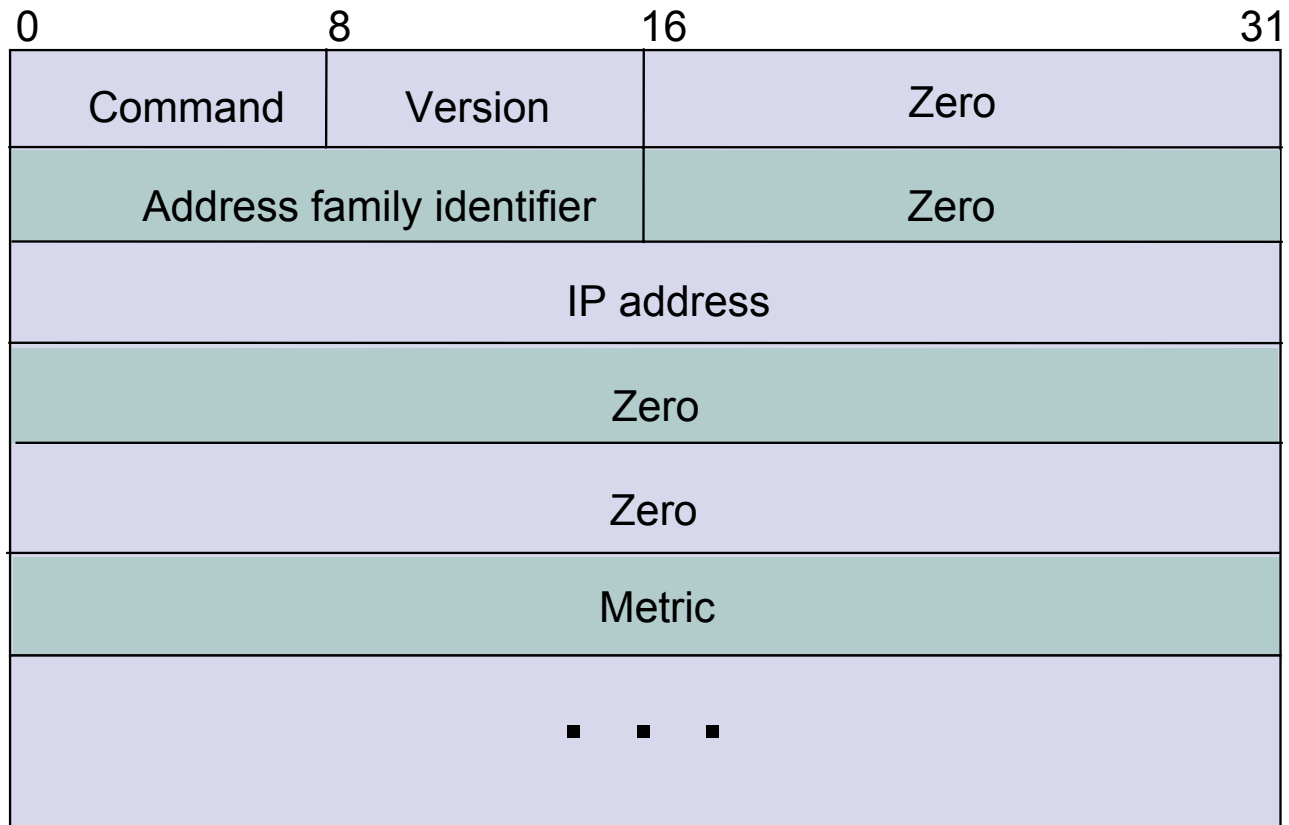 0 8 16 31
Command Version Zero
Address family identifier Zero
IP address
Zero
Zero
Metric
. . .